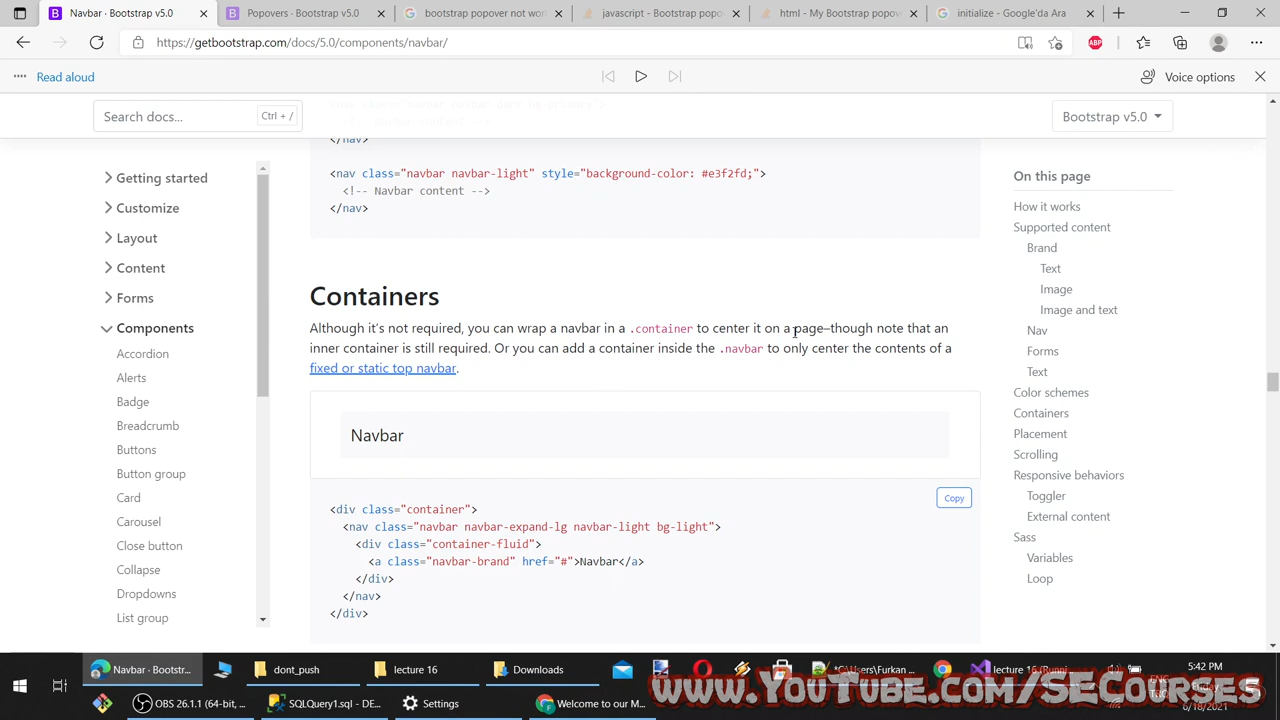 Navbar · Bootstrap v5.0
Popovers · Bootstrap v5.0
bootstrap popover not wor
javascript - Bootstrap popo
html - My Bootstrap popov
initialize - Google'da Ara
https://getbootstrap.com/docs/5.0/components/navbar/
ABP
Read aloud
Voice options
Search docs...
Ctrl + /
Bootstrap v5.0
</nav>
<nav class="navbar navbar-light" style="background-color: #e3f2fd;">
<!-- Navbar content -->
</nav>
Getting started
Customize
Layout
Content
Forms
Components
Accordion
Alerts
Badge
Breadcrumb
Buttons
Button group
Card
Carousel
Close button
Collapse
Dropdowns
List group
Containers
Although it's not required, you can wrap a navbar in a .container to center it on a page–though note that an
inner container is still required. Or you can add a container inside the .navbar to only center the contents of a
fixed or static top navbar.
Navbar
Copy
<div class="container">
<nav class="navbar navbar-expand-lg navbar-light bg-light">
<div class="container-fluid">
<a class="navbar-brand" href="#">Navbar</a>
</div>
</nav>
</div>
On this page
How it works
Supported content
Brand
Text
Image
Image and text
Nav
Forms
Text
Color schemes
Containers
Placement
Scrolling
Responsive behaviors
Toggler
External content
Sass
Variables
Loop
Navbar · Bootstr...
dont_push
lecture 16
Downloads
*C:\Users\Furkan
lecture 16 (Runni
5:42 PM
ENG
Friday
6/18/2021
OBS 26.1.1 (64-bit, ...
SQLQuery1.sql - DE...
Settings
Welcome to our M...
www.YouTube.com/SECourses